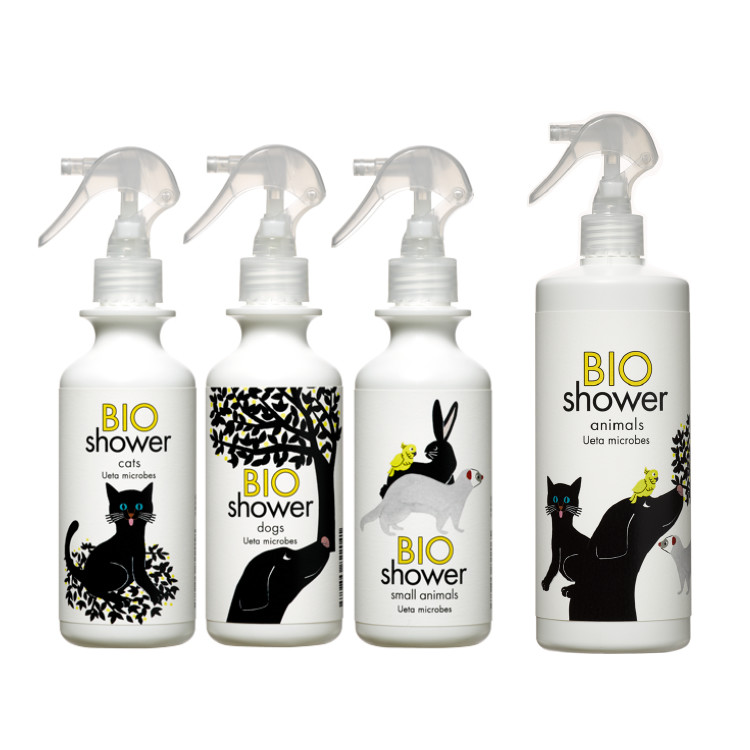 BIO
shower
cats
Ueta microbes
BIO
shower
dogs
Ueta microbes
BIO
shower
small animals
Ueta microbes
BIO
shower
animals
Ueta microbes